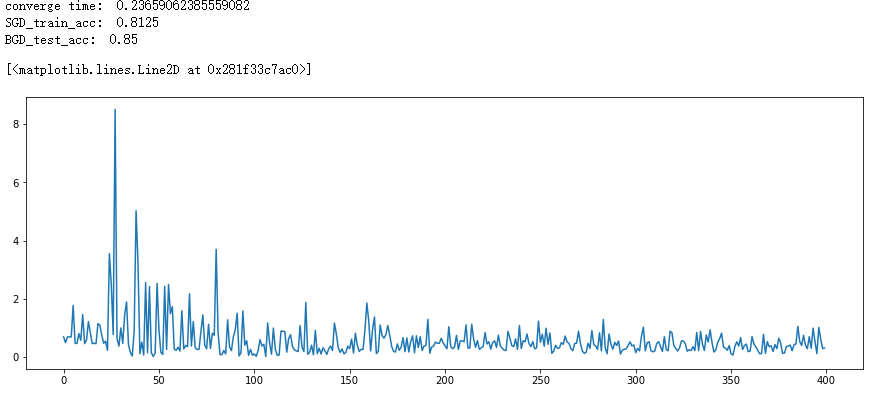 converge time:  0.23659062385559082
SGD_train_acc:  0.8125
BGD_test_acc:  0.85
[<matplotlib.lines.Line2D at 0x281f33c7ac0>]
8
6
4
2
0
0 50 100 150 200 250 300 350 400